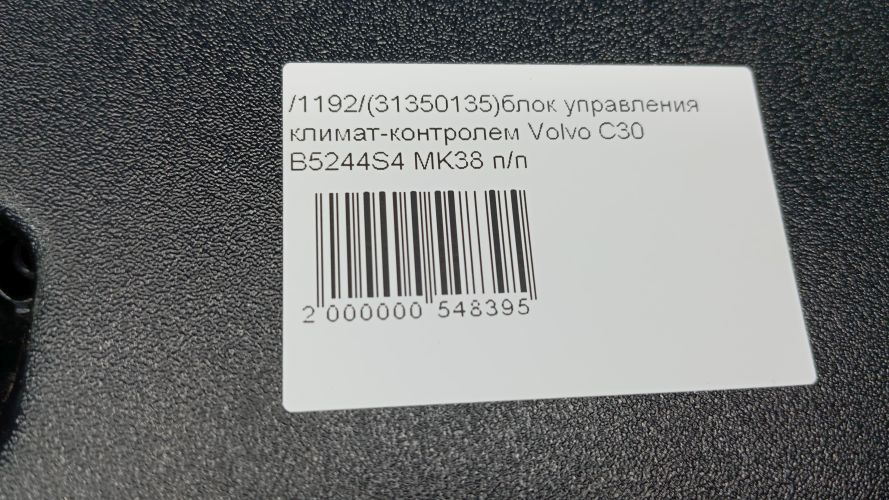 /1192/(31350135)блок управления
климат-контролем Volvo C30
B5244S4 MK38 п/п
2 000000 548395